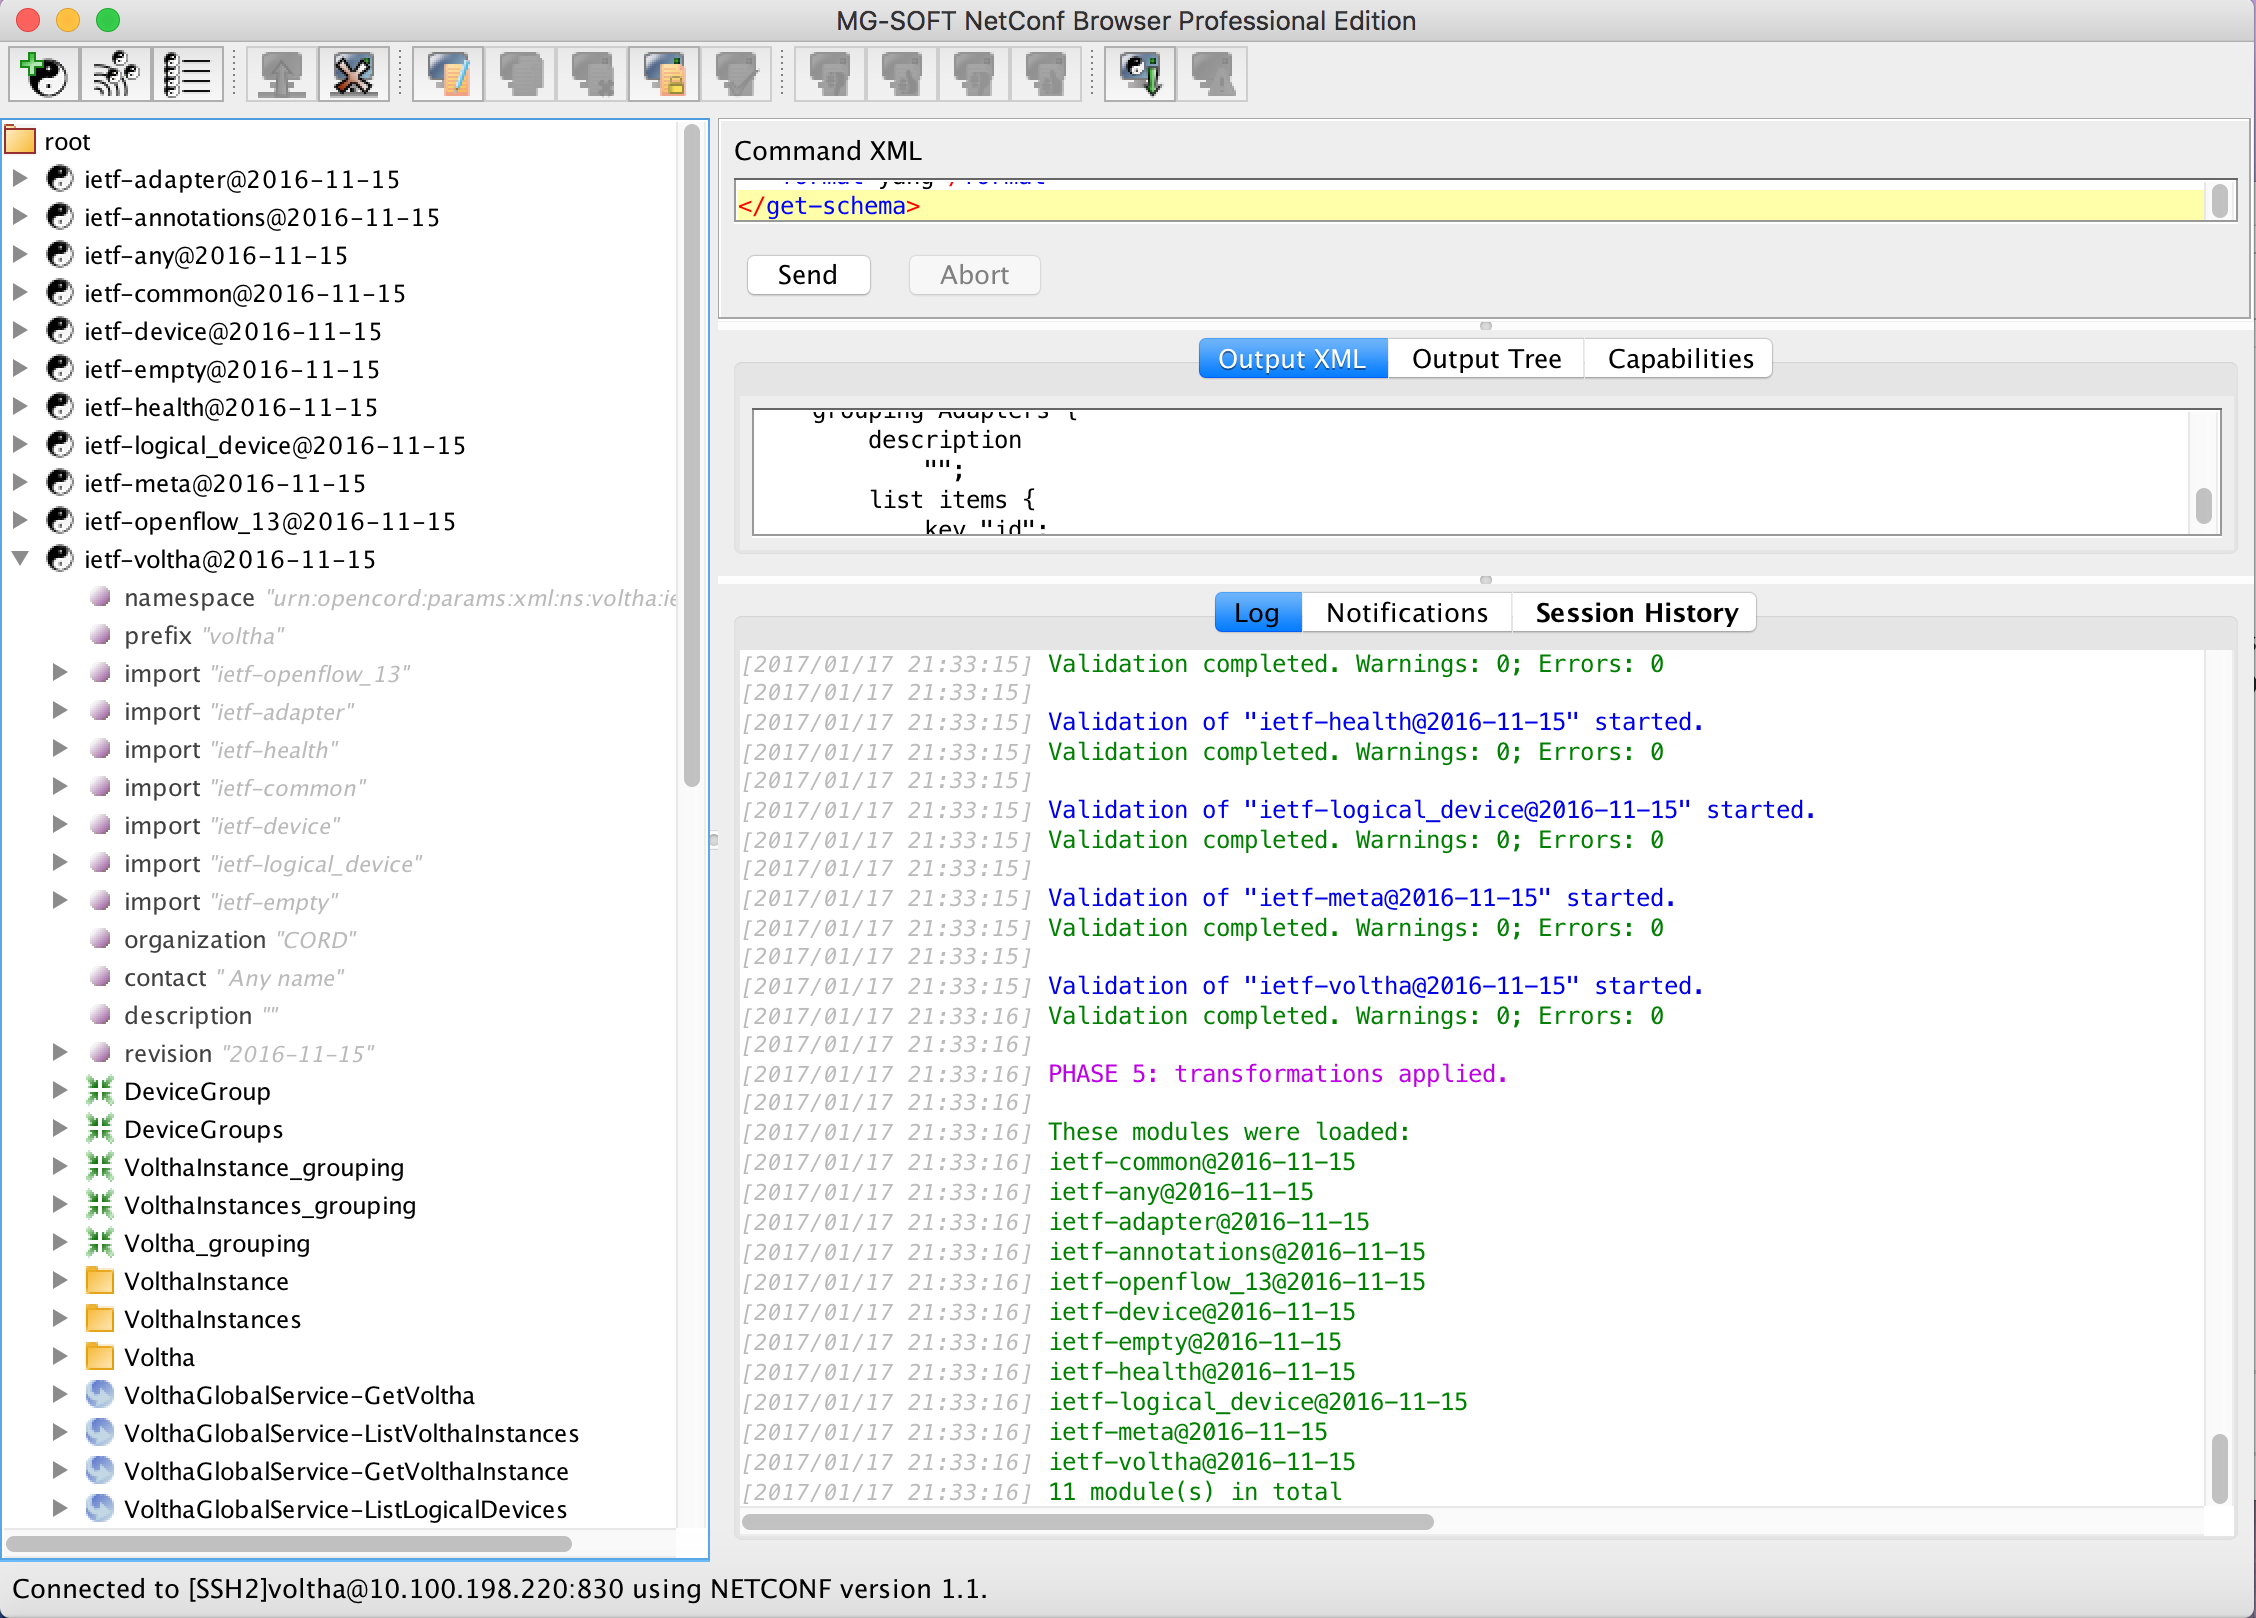 MG-SOFT NetConf Browser Professional Edition
root
ietf-adapter@2016-11-15
ietf-annotations@2016-11-15
ietf-any@2016-11-15
ietf-common@2016-11-15
ietf-device@2016-11-15
ietf-empty@2016-11-15
ietf-health@2016-11-15
ietf-logical_device@2016-11-15
ietf-meta@2016-11-15
ietf-openflow_13@2016-11-15
ietf-voltha@2016-11-15
namespace "urn:opencord:params:xml:ns:voltha:ie
prefix "voltha"
import "ietf-openflow_13"
import "ietf-adapter"
import "ietf-health"
import "ietf-common"
import "ietf-device"
import "ietf-logical_device"
import "ietf-empty"
organization "CORD"
contact " Any name"
description ""
revision "2016-11-15"
DeviceGroup
DeviceGroups
VolthaInstance_grouping
VolthaInstances_grouping
Voltha_grouping
VolthaInstance
VolthaInstances
Voltha
VolthaGlobalService-GetVoltha
VolthaGlobalService-ListVolthaInstances
VolthaGlobalService-GetVolthaInstance
VolthaGlobalService-ListLogicalDevices
Command XML
format yang /format
</get-schema>
Send Abort
Output XML Output Tree Capabilities
grouping Adapters {
description
"";
list items {
key "id";
Log Notifications Session History
[2017/01/17 21:33:15] Validation completed. Warnings: 0; Errors: 0
[2017/01/17 21:33:15]
[2017/01/17 21:33:15] Validation of "ietf-health@2016-11-15" started.
[2017/01/17 21:33:15] Validation completed. Warnings: 0; Errors: 0
[2017/01/17 21:33:15]
[2017/01/17 21:33:15] Validation of "ietf-logical_device@2016-11-15" started.
[2017/01/17 21:33:15] Validation completed. Warnings: 0; Errors: 0
[2017/01/17 21:33:15]
[2017/01/17 21:33:15] Validation of "ietf-meta@2016-11-15" started.
[2017/01/17 21:33:15] Validation completed. Warnings: 0; Errors: 0
[2017/01/17 21:33:15]
[2017/01/17 21:33:15] Validation of "ietf-voltha@2016-11-15" started.
[2017/01/17 21:33:16] Validation completed. Warnings: 0; Errors: 0
[2017/01/17 21:33:16]
[2017/01/17 21:33:16] PHASE 5: transformations applied.
[2017/01/17 21:33:16]
[2017/01/17 21:33:16] These modules were loaded:
[2017/01/17 21:33:16] ietf-common@2016-11-15
[2017/01/17 21:33:16] ietf-any@2016-11-15
[2017/01/17 21:33:16] ietf-adapter@2016-11-15
[2017/01/17 21:33:16] ietf-annotations@2016-11-15
[2017/01/17 21:33:16] ietf-openflow_13@2016-11-15
[2017/01/17 21:33:16] ietf-device@2016-11-15
[2017/01/17 21:33:16] ietf-empty@2016-11-15
[2017/01/17 21:33:16] ietf-health@2016-11-15
[2017/01/17 21:33:16] ietf-logical_device@2016-11-15
[2017/01/17 21:33:16] ietf-meta@2016-11-15
[2017/01/17 21:33:16] ietf-voltha@2016-11-15
[2017/01/17 21:33:16] 11 module(s) in total
Connected to [SSH2]voltha@10.100.198.220:830 using NETCONF version 1.1.